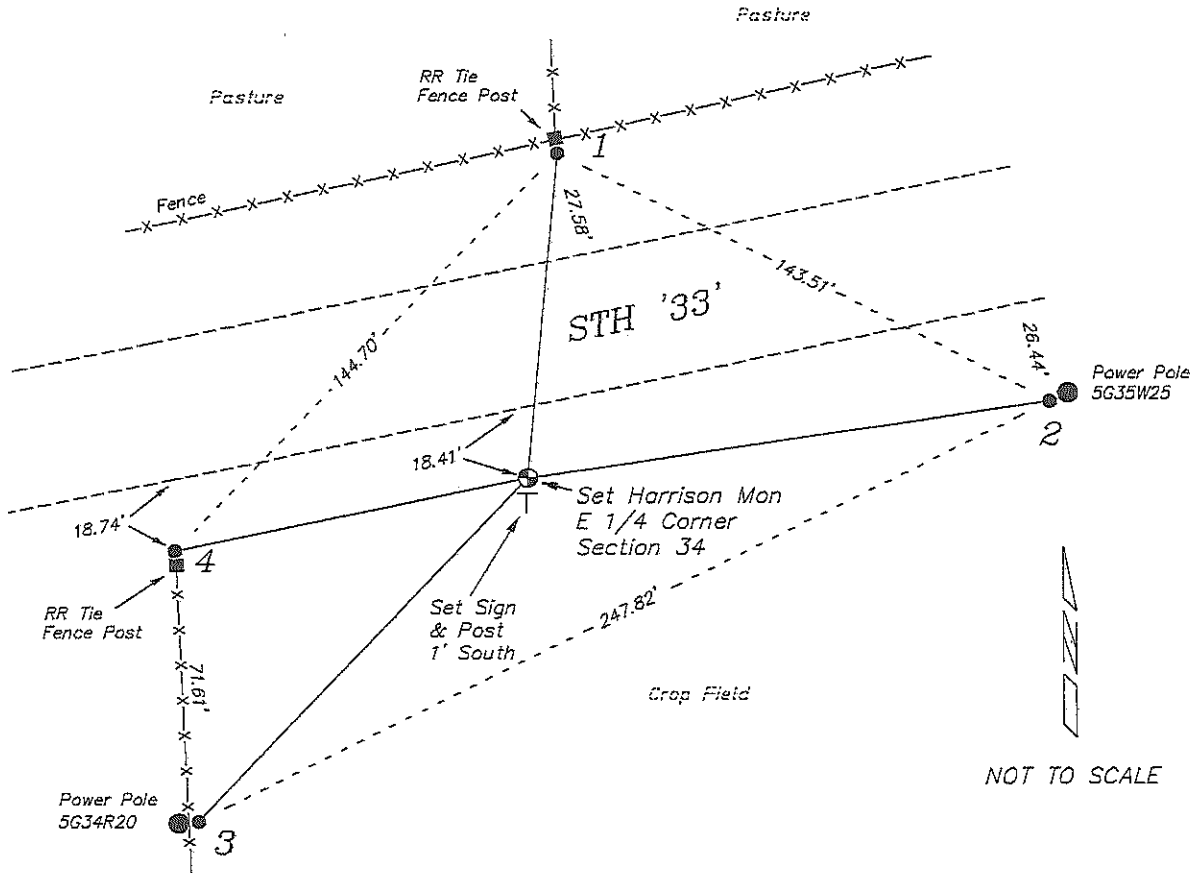 Pasture
Pasture
RR Tie
Fence Post
1
Fence
27.58'
143.51'
STH '33'
144.70'
26.44'
Power Pole
5G35W25
2
18.41'
18.74'
Set Harrison Mon
E 1/4 Corner
Section 34
4
RR Tie
Fence Post
Set Sign
& Post
1' South
247.82'
71.61'
Crop Field
N
NOT TO SCALE
Power Pole
5G34R20
3